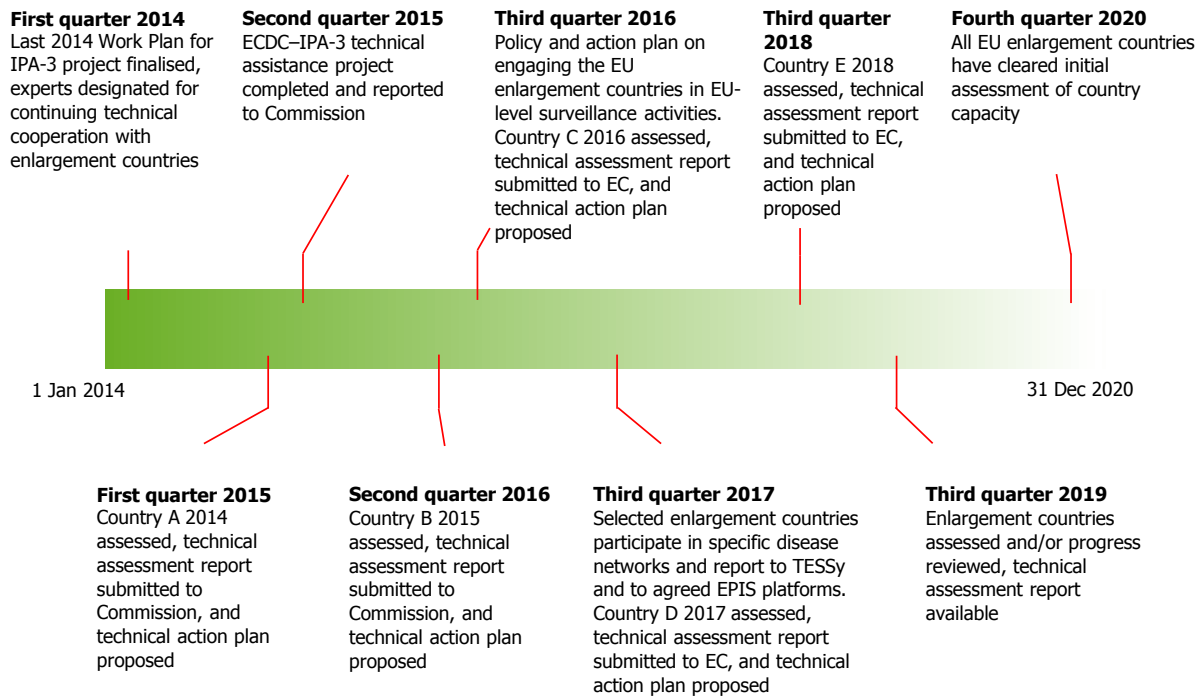 First quarter 2014
Last 2014 Work Plan for
IPA-3 project finalised,
experts designated for
continuing technical
cooperation with
enlargement countries
Second quarter 2015
ECDC–IPA-3 technical
assistance project
completed and reported
to Commission
Third quarter 2016
Policy and action plan on
engaging the EU
enlargement countries in EU-
level surveillance activities.
Country C 2016 assessed,
technical assessment report
submitted to EC, and
technical action plan
proposed
Third quarter
2018
Country E 2018
assessed, technical
assessment report
submitted to EC,
and technical
action plan
proposed
Fourth quarter 2020
All EU enlargement countries
have cleared initial
assessment of country
capacity
1 Jan 2014
31 Dec 2020
First quarter 2015
Country A 2014
assessed, technical
assessment report
submitted to
Commission, and
technical action plan
proposed
Second quarter 2016
Country B 2015
assessed, technical
assessment report
submitted to
Commission, and
technical action plan
proposed
Third quarter 2017
Selected enlargement countries
participate in specific disease
networks and report to TESSy
and to agreed EPIS platforms.
Country D 2017 assessed,
technical assessment report
submitted to EC, and technical
action plan proposed
Third quarter 2019
Enlargement countries
assessed and/or progress
reviewed, technical
assessment report
available